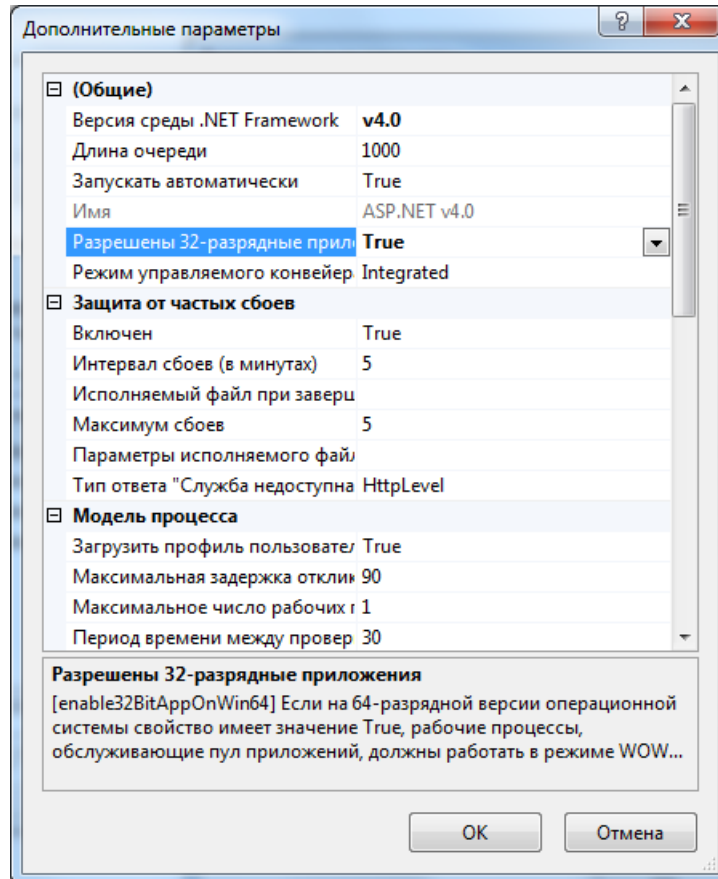 Дополнительные параметры
(Общие)
Версия среды .NET Framework v4.0
Длина очереди 1000
Запускать автоматически True
Имя ASP.NET v4.0
Разрешены 32-разрядные прил True
Режим управляемого конвейер Integrated
Защита от частых сбоев
Включен True
Интервал сбоев (в минутах) 5
Исполняемый файл при заверш
Максимум сбоев 5
Параметры исполняемого фай
Тип ответа "Служба недоступна HttpLevel
Модель процесса
Загрузить профиль пользовател True
Максимальная задержка отклик 90
Максимальное число рабочих п 1
Период времени между провер 30
Разрешены 32-разрядные приложения
[enable32BitAppOnWin64] Если на 64-разрядной версии операционной
системы свойство имеет значение True, рабочие процессы,
обслуживающие пул приложений, должны работать в режиме WOW...
ОК Отмена